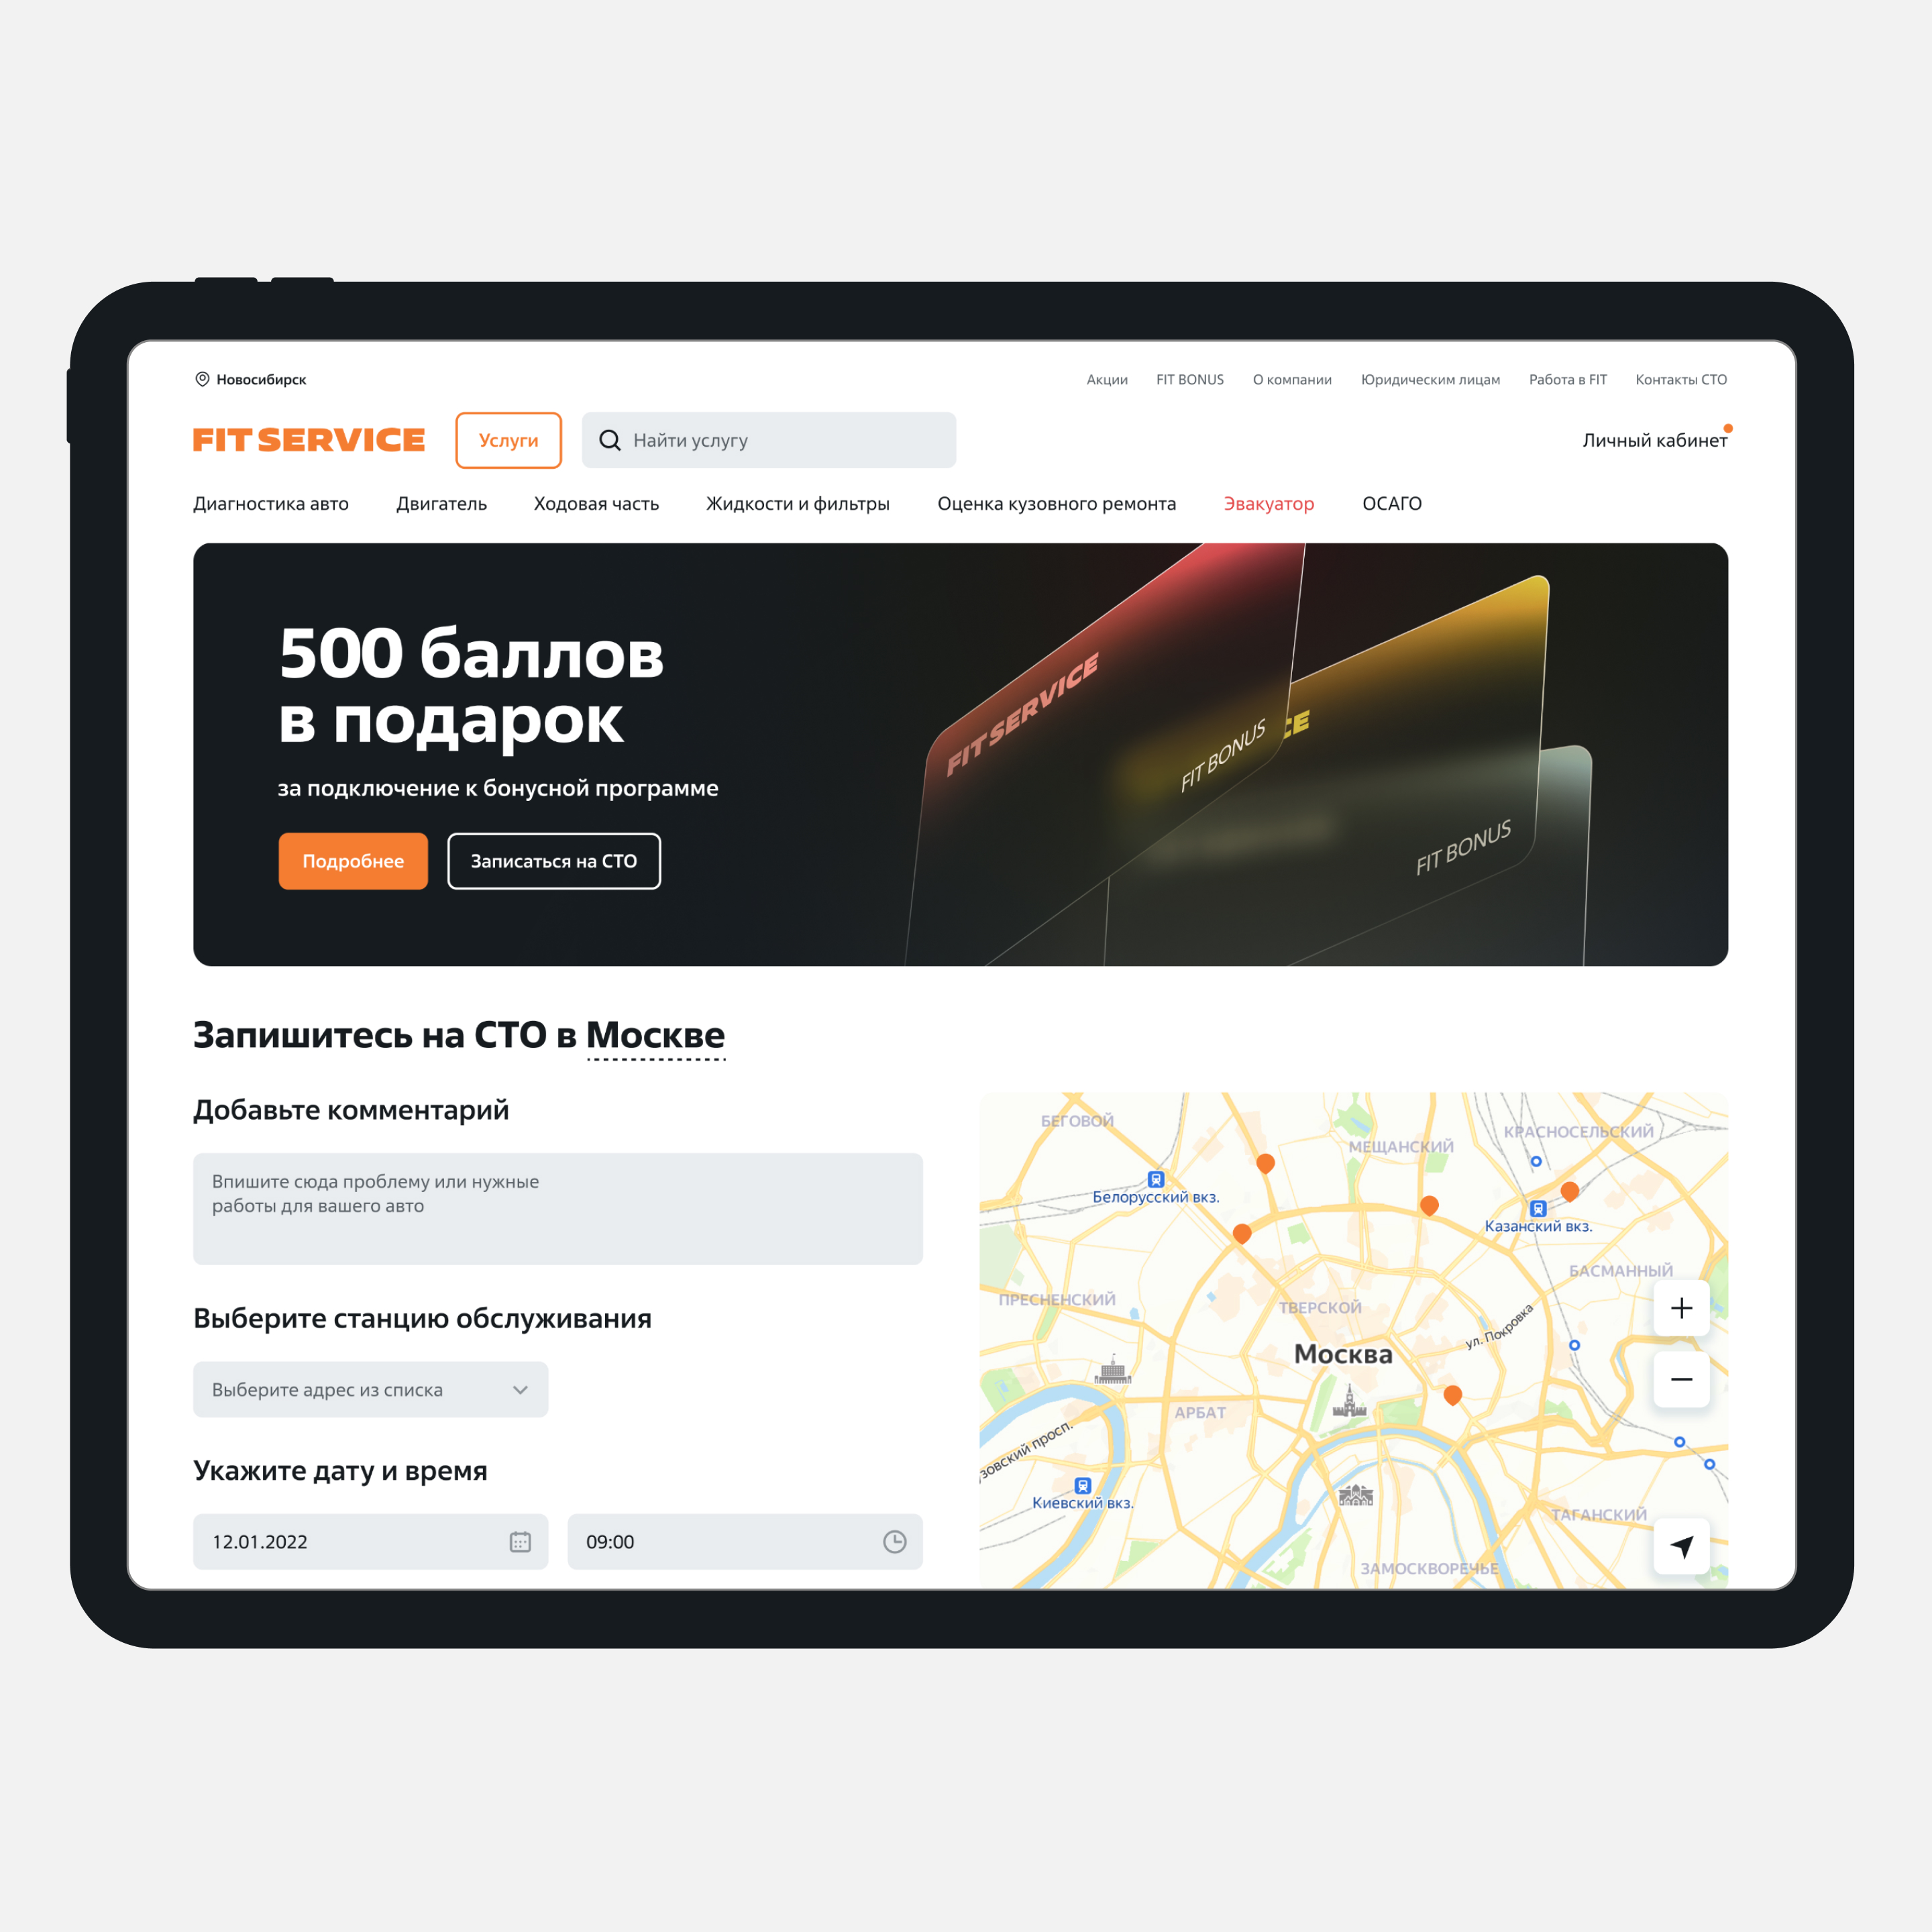 Новосибирск
Акции
FIT BONUS
О компании
Юридическим лицам
Работа в FIT
Контакты СТО
FIT SERVICE
Услуги
Найти услугу
Личный кабинет
Диагностика авто
Двигатель
Ходовая часть
Жидкости и фильтры
Оценка кузовного ремонта
Эвакуатор
ОСАГО
500 баллов
в подарок
за подключение к бонусной программе
Подробнее
Записаться на СТО
FIT SERVICE
FIT BONUS
CE
FIT BONUS
Запишитесь на СТО в Москве
Добавьте комментарий
Впишите сюда проблему или нужные
работы для вашего авто
Выберите станцию обслуживания
Выберите адрес из списка
Укажите дату и время
12.01.2022
09:00
БЕГОВОЙ
МЕЩАНСКИЙ
КРАСНОСЕЛЬСКИЙ
Белорусский вкз.
Казанский вкз.
БАСМАННЫЙ
ПРЕСНЕНСКИЙ
ТВЕРСКОЙ
ул. Покровка
Москва
АРБАТ
зовский просп.
Киевский вкз.
ТАГАНСКИЙ
ЗАМОСКВОРЕЧЬЕ